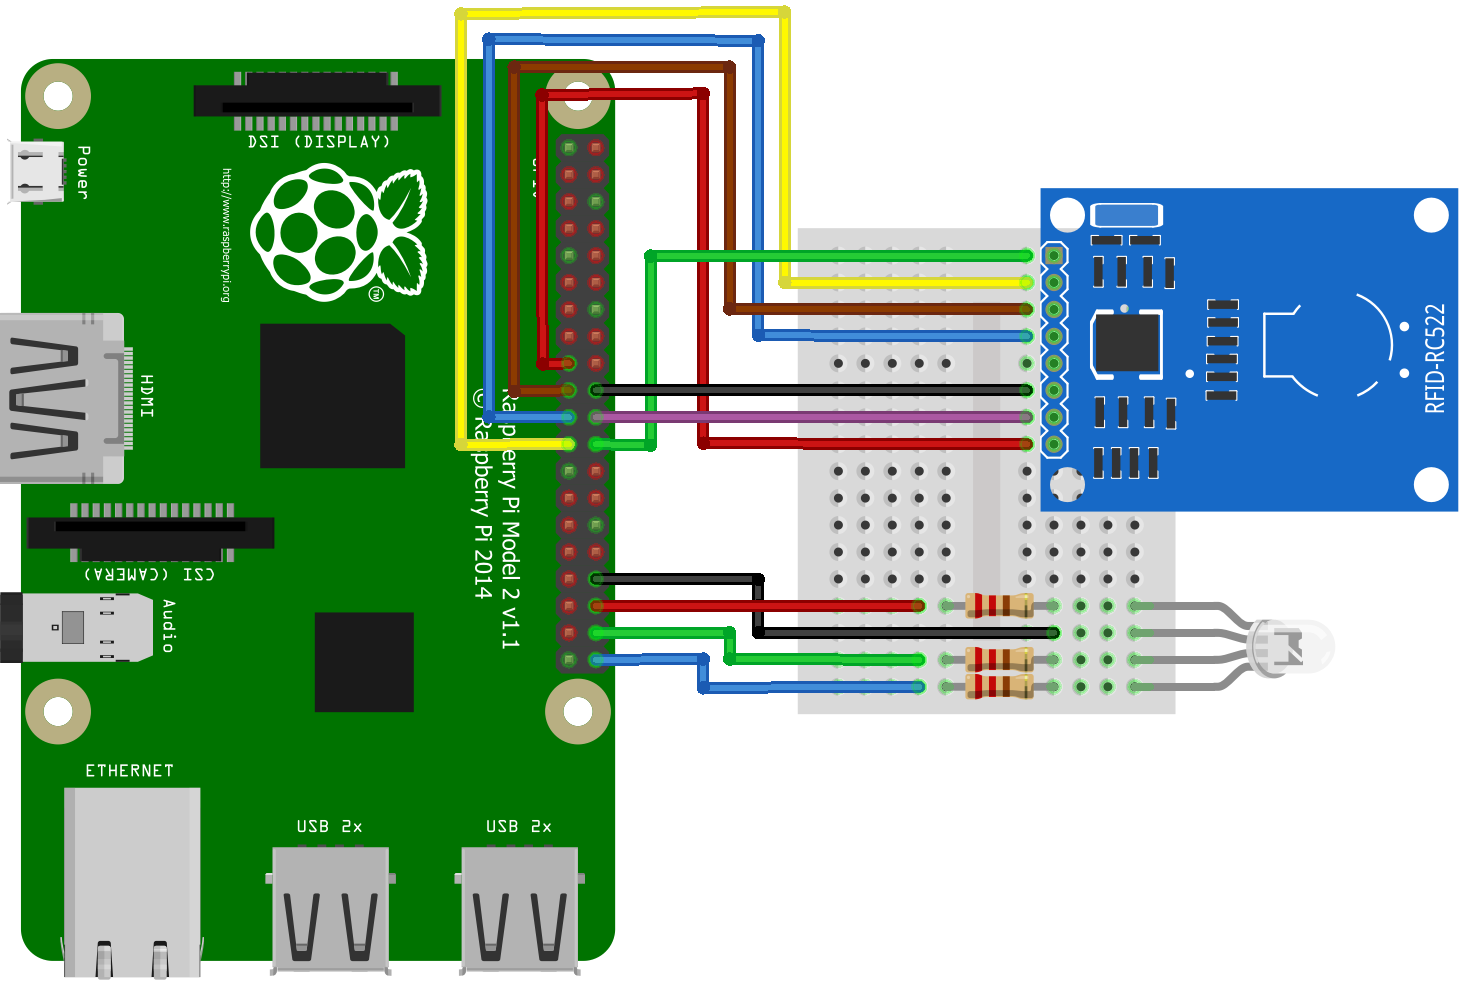 DSI (DISPLAY)
Power
http://www.raspberrypi.org
TM
HDMI
Raspberry Pi Model 2 v1.1
© Raspberry Pi 2014
CSI (CAMERA)
Audio
ETHERNET
USB 2x
USB 2x
RFID-RC522